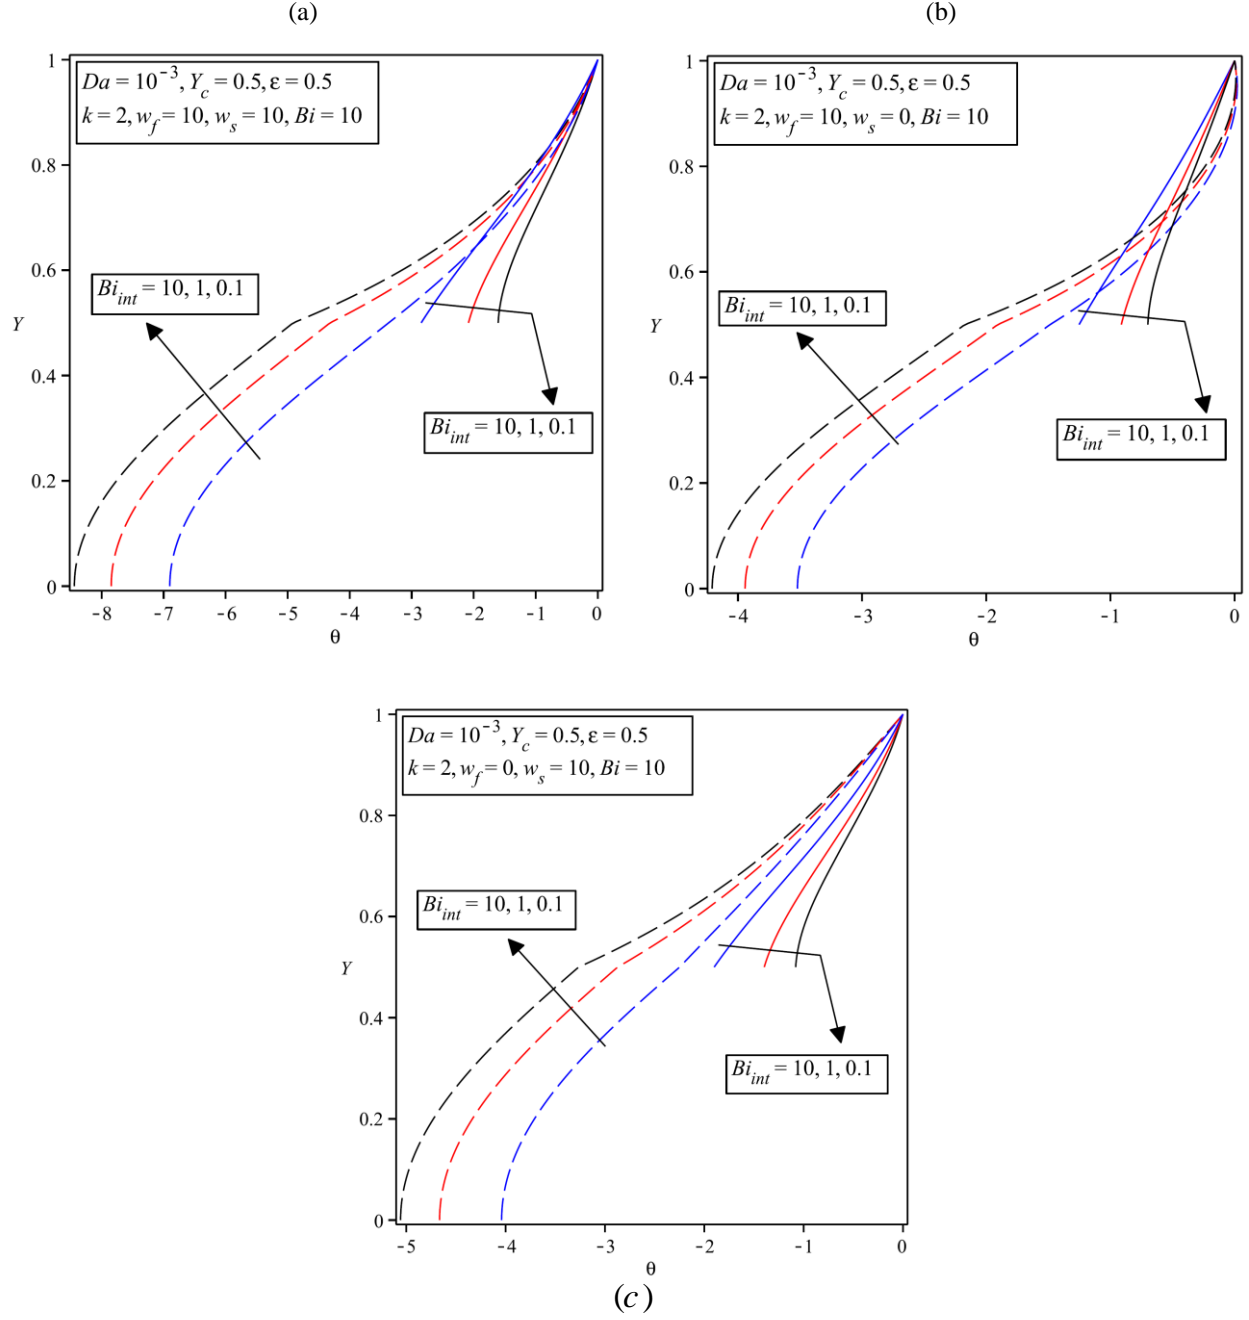 (a)
(b)
Da = 10⁻³, Y_c = 0.5, ε = 0.5
k = 2, w_f = 10, w_s = 10, Bi = 10
1
0.8
0.6
Y
0.4
0.2
0
Bi_int = 10, 1, 0.1
Bi_int = 10, 1, 0.1
−8 −7 −6 −5 −4 −3 −2 −1 0
θ
Da = 10⁻³, Y_c = 0.5, ε = 0.5
k = 2, w_f = 10, w_s = 0, Bi = 10
1
0.8
0.6
Y
0.4
0.2
0
Bi_int = 10, 1, 0.1
Bi_int = 10, 1, 0.1
−4 −3 −2 −1 0
θ
Da = 10⁻³, Y_c = 0.5, ε = 0.5
k = 2, w_f = 0, w_s = 10, Bi = 10
1
0.8
0.6
Y
0.4
0.2
0
Bi_int = 10, 1, 0.1
Bi_int = 10, 1, 0.1
−5 −4 −3 −2 −1 0
θ
(c)